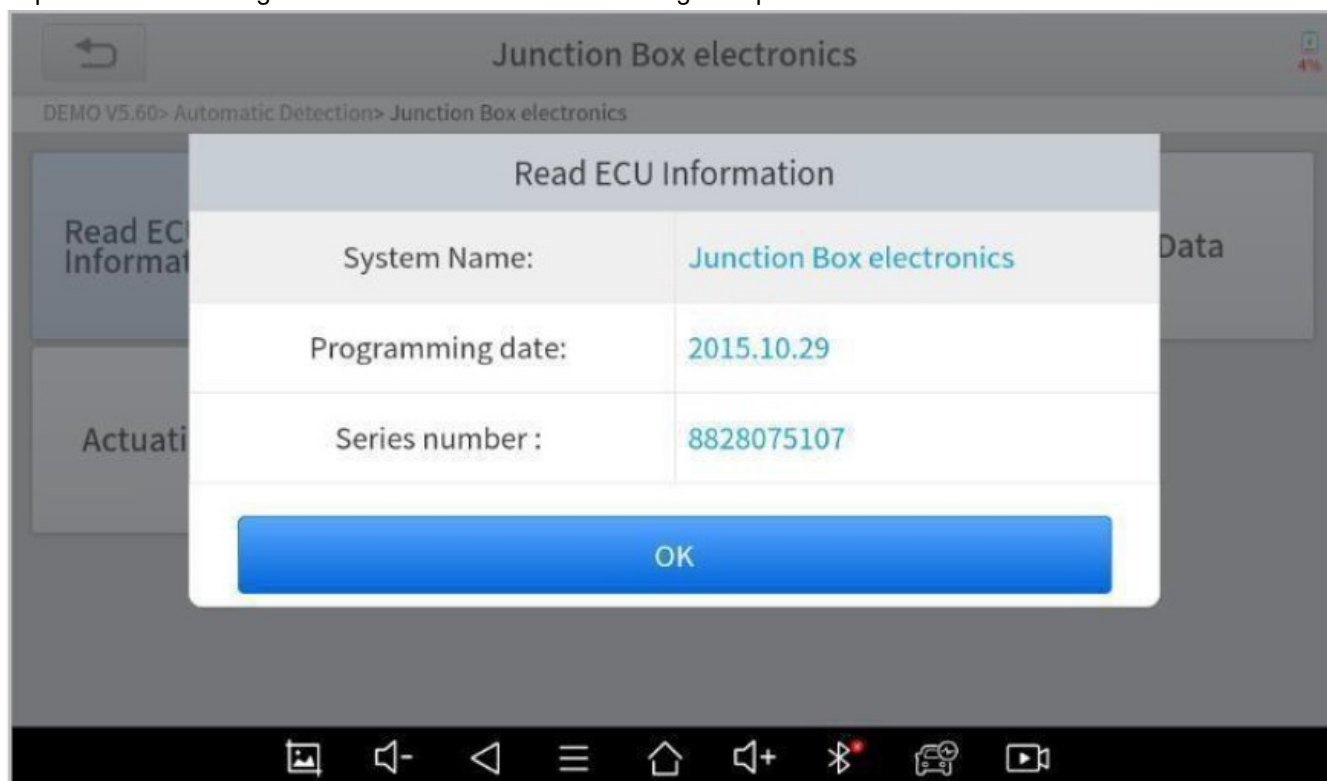 Junction Box electronics
4%
DEMO V5.60> Automatic Detection> Junction Box electronics
Read ECU Information
Read ECU
Informat
System Name: Junction Box electronics
Data
Programming date: 2015.10.29
Actuati
Series number : 8828075107
OK